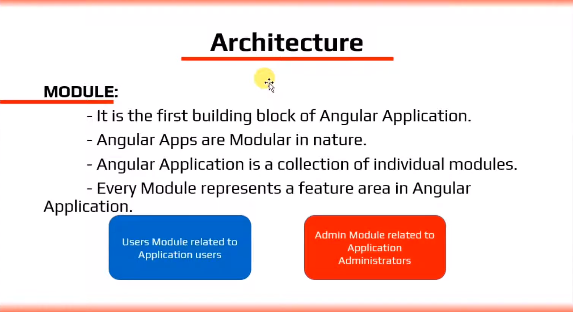 Architecture
MODULE:
- It is the first building block of Angular Application.
- Angular Apps are Modular in nature.
- Angular Application is a collection of individual modules.
- Every Module represents a feature area in Angular
Application.
Users Module related to
Application users
Admin Module related to
Application
Administrators